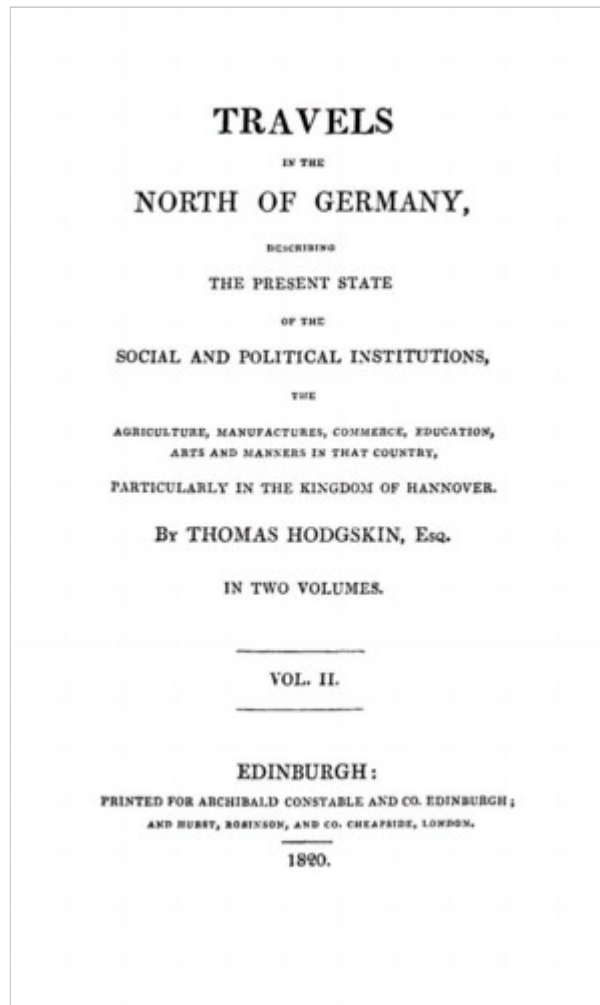 TRAVELS
IN THE
NORTH OF GERMANY,
DESCRIBING
THE PRESENT STATE
OF THE
SOCIAL AND POLITICAL INSTITUTIONS,
THE
AGRICULTURE, MANUFACTURES, COMMERCE, EDUCATION,
ARTS AND MANNERS IN THAT COUNTRY,
PARTICULARLY IN THE KINGDOM OF HANNOVER.
BY THOMAS HODGSKIN, ESQ.
IN TWO VOLUMES.
VOL. II.
EDINBURGH:
PRINTED FOR ARCHIBALD CONSTABLE AND CO. EDINBURGH;
AND HURST, ROBINSON, AND CO. CHEAPSIDE, LONDON.
1820.